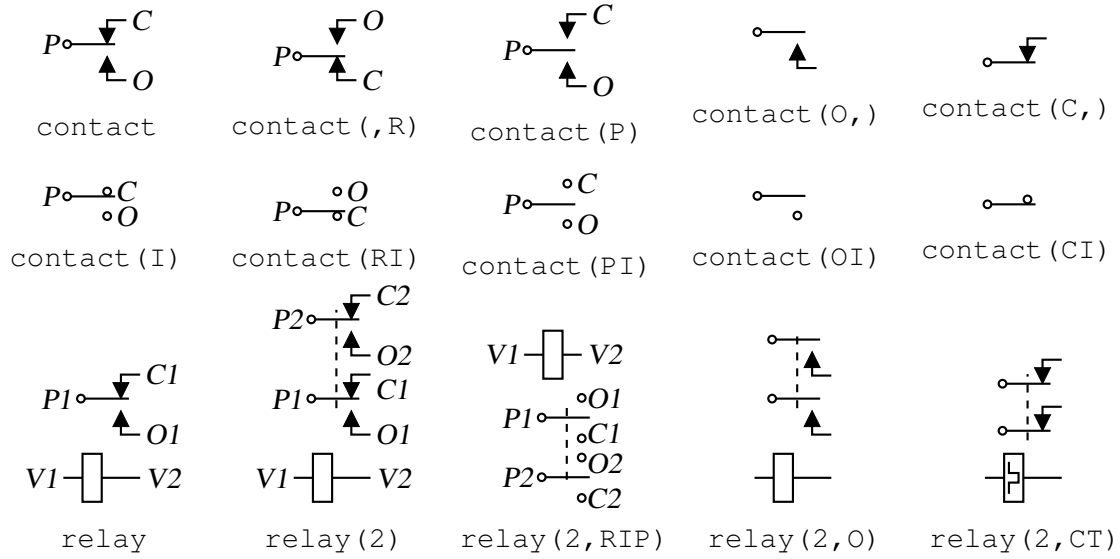 C
P
O
contact
O
P
C
contact(,R)
C
P
O
contact(P)
contact(O,)
contact(C,)
P C
O
contact(I)
O
P C
contact(RI)
C
P
O
contact(PI)
contact(OI)
contact(CI)
C1
P1
O1
V1 V2
relay
C2
P2
O2
C1
P1
O1
V1 V2
relay(2)
V1 V2
O1
P1
C1
O2
P2
C2
relay(2,RIP)
relay(2,O)
relay(2,CT)